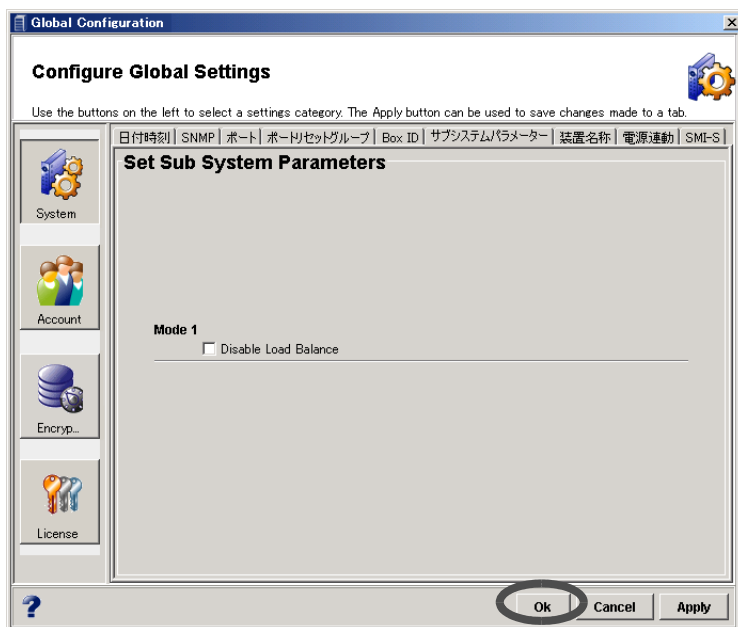 Global Configuration
Configure Global Settings
Use the buttons on the left to select a settings category. The Apply button can be used to save changes made to a tab.
日付時刻 SNMP ポート ポートリセットグループ Box ID サブシステムパラメーター 装置名称 電源連動 SMI-S
Set Sub System Parameters
System
Account
Encryp...
License
Mode 1
Disable Load Balance
?
Ok Cancel Apply